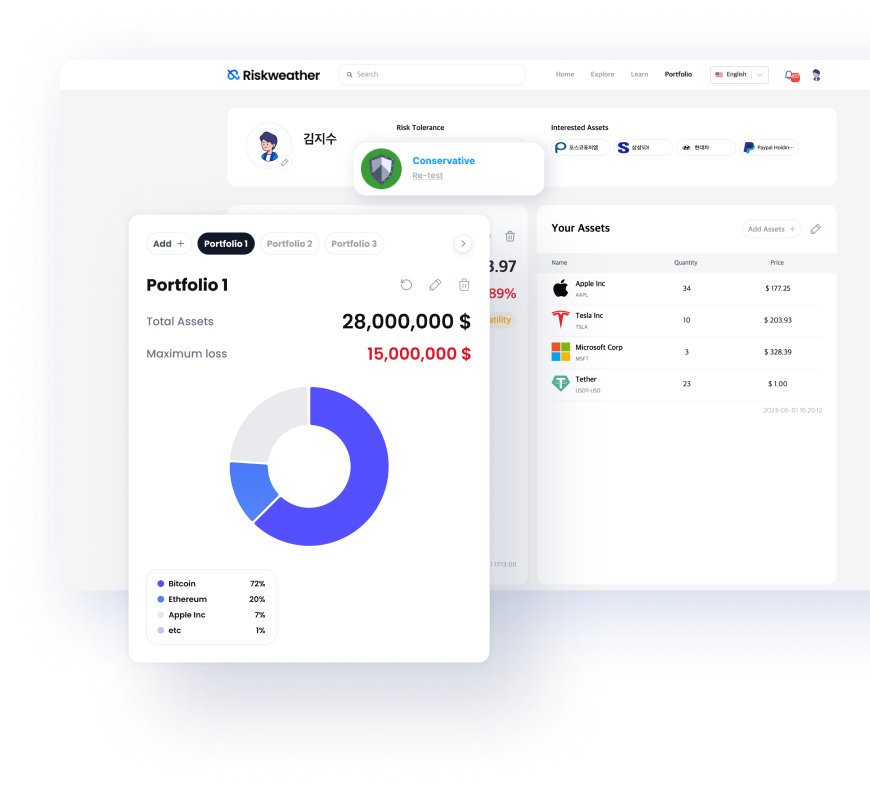 Riskweather
Search
Home Explore Learn Portfolio
English
김지수
Risk Tolerance
Conservative
Re-test
Interested Assets
포스코퓨처엠 삼성SDI 현대차 Paypal Holdin···
Add + Portfolio 1 Portfolio 2 Portfolio 3
Portfolio 1
Total Assets 28,000,000 $
Maximum loss 15,000,000 $
Bitcoin 72%
Ethereum 20%
Apple Inc 7%
etc 1%
3.97
89%
atility
17:13:00
Your Assets
Add Assets +
Name Quantity Price
Apple Inc 34 $ 177.25
AAPL
Tesla Inc 10 $ 203.93
TSLA
Microsoft Corp 3 $ 328.39
MSFT
Tether 23 $ 1.00
USDT-USD
2023-06-01 16:20:12